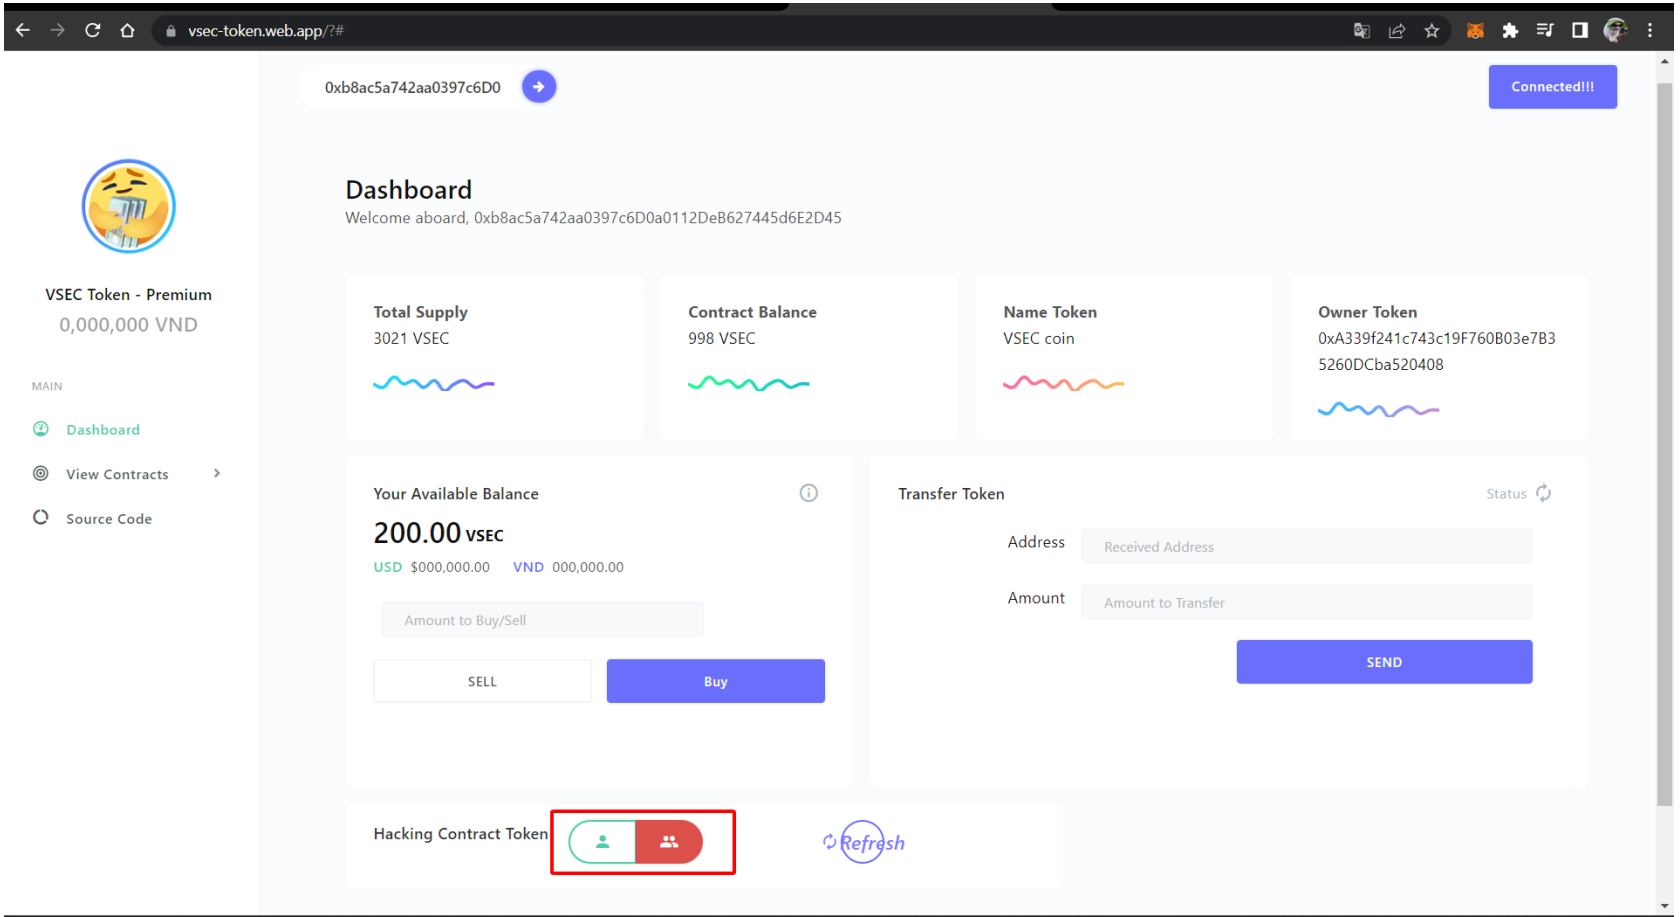 vsec-token.web.app/?#
0xb8ac5a742aa0397c6D0
Connected!!!
Dashboard
Welcome aboard, 0xb8ac5a742aa0397c6D0a0112DeB627445d6E2D45
VSEC Token - Premium
0,000,000 VND
MAIN
Dashboard
View Contracts
Source Code
Total Supply
3021 VSEC
Contract Balance
998 VSEC
Name Token
VSEC coin
Owner Token
0xA339f241c743c19F760B03e7B3
5260DCba520408
Your Available Balance
200.00 VSEC
USD $000,000.00 VND 000,000.00
Amount to Buy/Sell
SELL Buy
Transfer Token Status
Address Received Address
Amount Amount to Transfer
SEND
Hacking Contract Token
Refresh